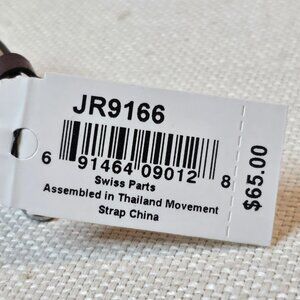 JR9166
6 91464 09012 8
Swiss Parts
Assembled in Thailand Movement
Strap China
$65.00